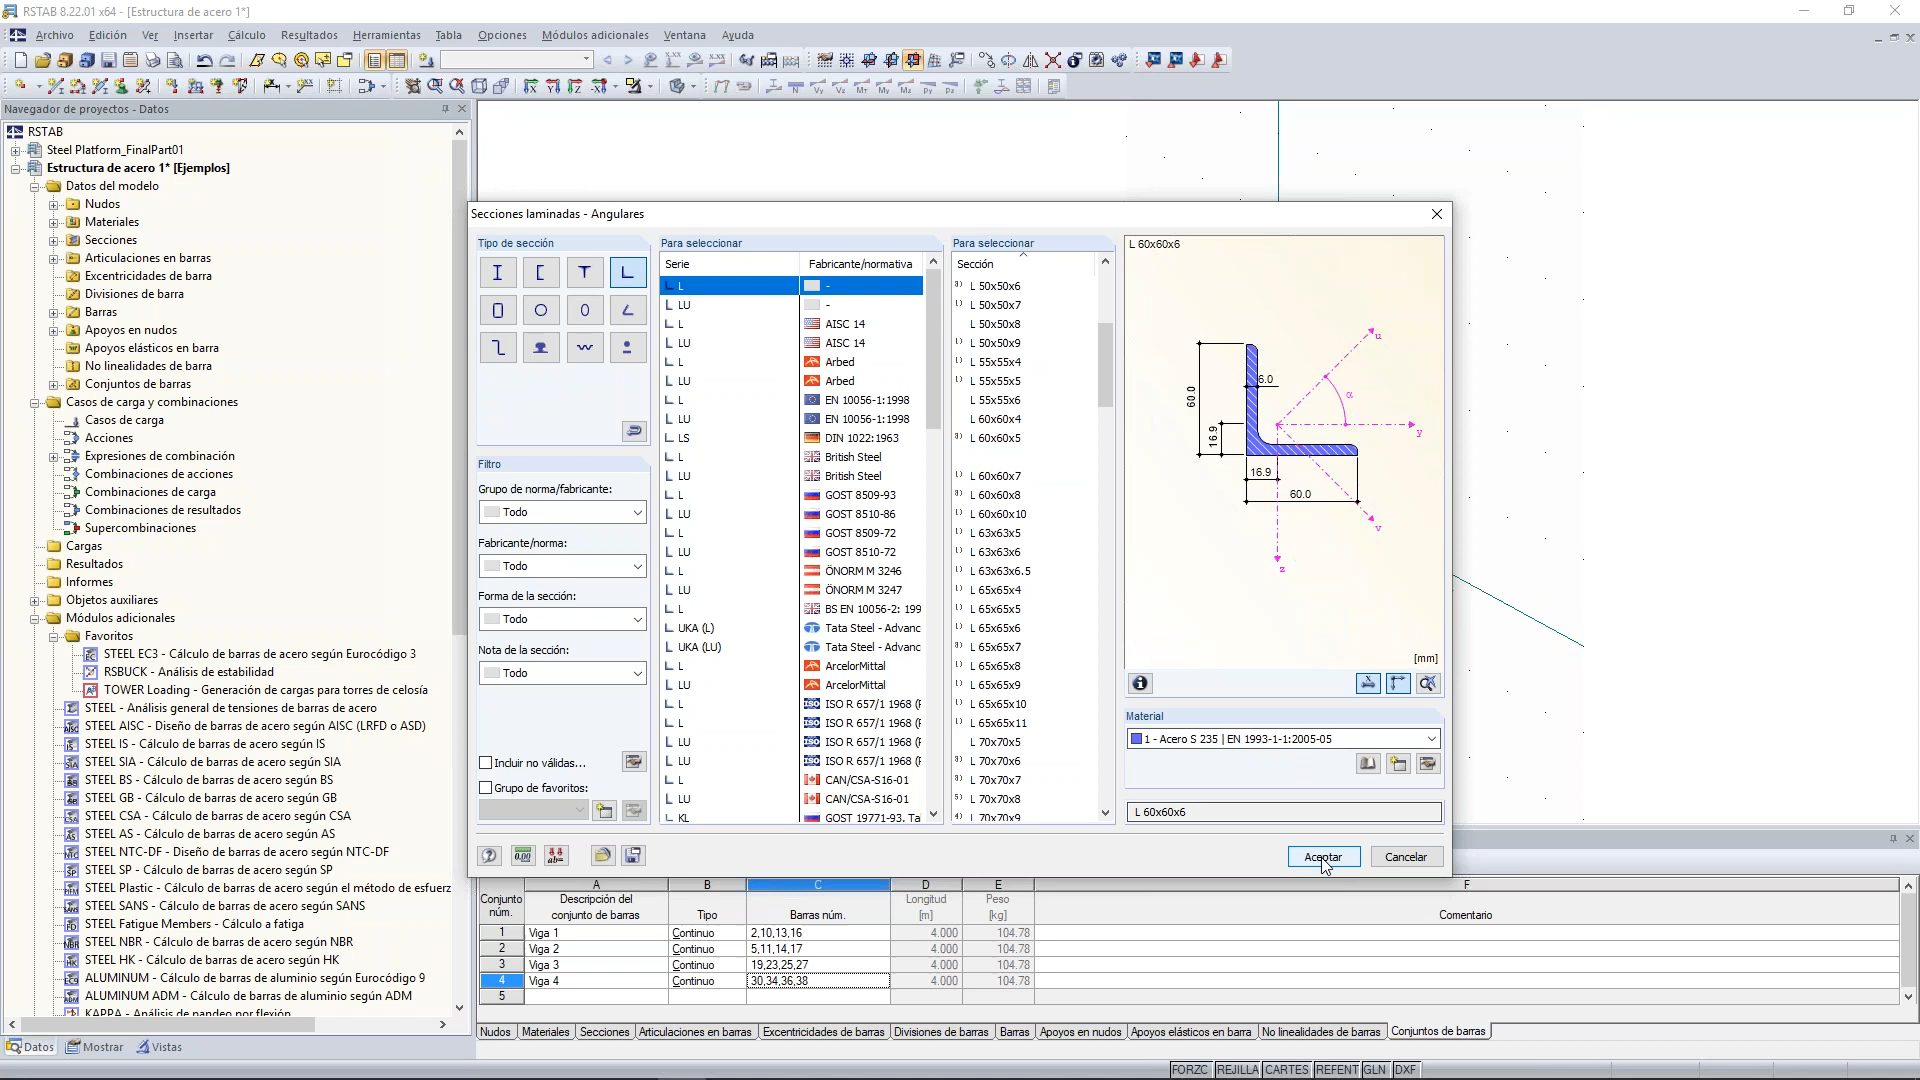 RSTAB 8.22.01 x64 - [Estructura de acero 1*]
Archivo Edición Ver Insertar Cálculo Resultados Herramientas Tabla Opciones Módulos adicionales Ventana Ayuda
Navegador de proyectos - Datos
RSTAB
Steel Platform_FinalPart01
Estructura de acero 1* [Ejemplos]
Datos del modelo
Nudos
Materiales
Secciones
Articulaciones en barras
Excentricidades de barra
Divisiones de barra
Barras
Apoyos en nudos
Apoyos elásticos en barra
No linealidades de barra
Conjuntos de barras
Casos de carga y combinaciones
Casos de carga
Acciones
Expresiones de combinación
Combinaciones de acciones
Combinaciones de carga
Combinaciones de resultados
Supercombinaciones
Cargas
Resultados
Informes
Objetos auxiliares
Módulos adicionales
Favoritos
STEEL EC3 - Cálculo de barras de acero según Eurocódigo 3
RSBUCK - Análisis de estabilidad
TOWER Loading - Generación de cargas para torres de celosía
STEEL - Análisis general de tensiones de barras de acero
STEEL AISC - Diseño de barras de acero según AISC (LRFD o ASD)
STEEL IS - Cálculo de barras de acero según IS
STEEL SIA - Cálculo de barras de acero según SIA
STEEL BS - Cálculo de barras de acero según BS
STEEL GB - Cálculo de barras de acero según GB
STEEL CSA - Cálculo de barras de acero según CSA
STEEL AS - Cálculo de barras de acero según AS
STEEL NTC-DF - Diseño de barras de acero según NTC-DF
STEEL SP - Cálculo de barras de acero según SP
STEEL Plastic - Cálculo de barras de acero según el método de esfuerz
STEEL SANS - Cálculo de barras de acero según SANS
STEEL Fatigue Members - Cálculo a fatiga
STEEL NBR - Cálculo de barras de acero según NBR
STEEL HK - Cálculo de barras de acero según HK
ALUMINUM - Cálculo de barras de aluminio según Eurocódigo 9
ALUMINUM ADM - Cálculo de barras de aluminio según ADM
KAPPA - Análisis de pandeo por flexión
Datos Mostrar Vistas
Secciones laminadas - Angulares
Tipo de sección
Filtro
Grupo de norma/fabricante:
Todo
Fabricante/norma:
Todo
Forma de la sección:
Todo
Nota de la sección:
Todo
Incluir no válidas...
Grupo de favoritos:
Para seleccionar
Serie Fabricante/normativa
L -
LU -
L AISC 14
LU AISC 14
L Arbed
LU Arbed
L EN 10056-1:1998
LU EN 10056-1:1998
LS DIN 1022:1963
L British Steel
LU British Steel
L GOST 8509-93
LU GOST 8510-86
L GOST 8509-72
LU GOST 8510-72
L ÖNORM M 3246
LU ÖNORM M 3247
L BS EN 10056-2: 199
UKA (L) Tata Steel - Advanc
UKA (LU) Tata Steel - Advanc
L ArcelorMittal
LU ArcelorMittal
L ISO R 657/1 1968 (F
L ISO R 657/1 1968 (F
LU ISO R 657/1 1968 (F
LU ISO R 657/1 1968 (F
L CAN/CSA-S16-01
LU CAN/CSA-S16-01
KL GOST 19771-93. Ta
Para seleccionar
Sección
L 50x50x6
L 50x50x7
L 50x50x8
L 50x50x9
L 55x55x4
L 55x55x5
L 55x55x6
L 60x60x4
L 60x60x5
L 60x60x7
L 60x60x8
L 60x60x10
L 63x63x5
L 63x63x6
L 63x63x6.5
L 65x65x4
L 65x65x5
L 65x65x6
L 65x65x7
L 65x65x8
L 65x65x9
L 65x65x10
L 65x65x11
L 70x70x5
L 70x70x6
L 70x70x7
L 70x70x8
L 70x70x9
L 60x60x6
u
6.0
60.0
α
y
16.9
16.9
60.0
v
z
[mm]
Material
1 - Acero S 235 | EN 1993-1-1:2005-05
L 60x60x6
Aceptar Cancelar
A B C D E F
Conjunto núm. Descripción del conjunto de barras Tipo Barras núm. Longitud [m] Peso [kg] Comentario
1 Viga 1 Continuo 2,10,13,16 4.000 104.78
2 Viga 2 Continuo 5,11,14,17 4.000 104.78
3 Viga 3 Continuo 19,23,25,27 4.000 104.78
4 Viga 4 Continuo 30,34,36,38 4.000 104.78
5
Nudos Materiales Secciones Articulaciones en barras Excentricidades de barras Divisiones de barras Barras Apoyos en nudos Apoyos elásticos en barra No linealidades de barras Conjuntos de barras
FORZC REJILLA CARTES REFENT GLN DXF